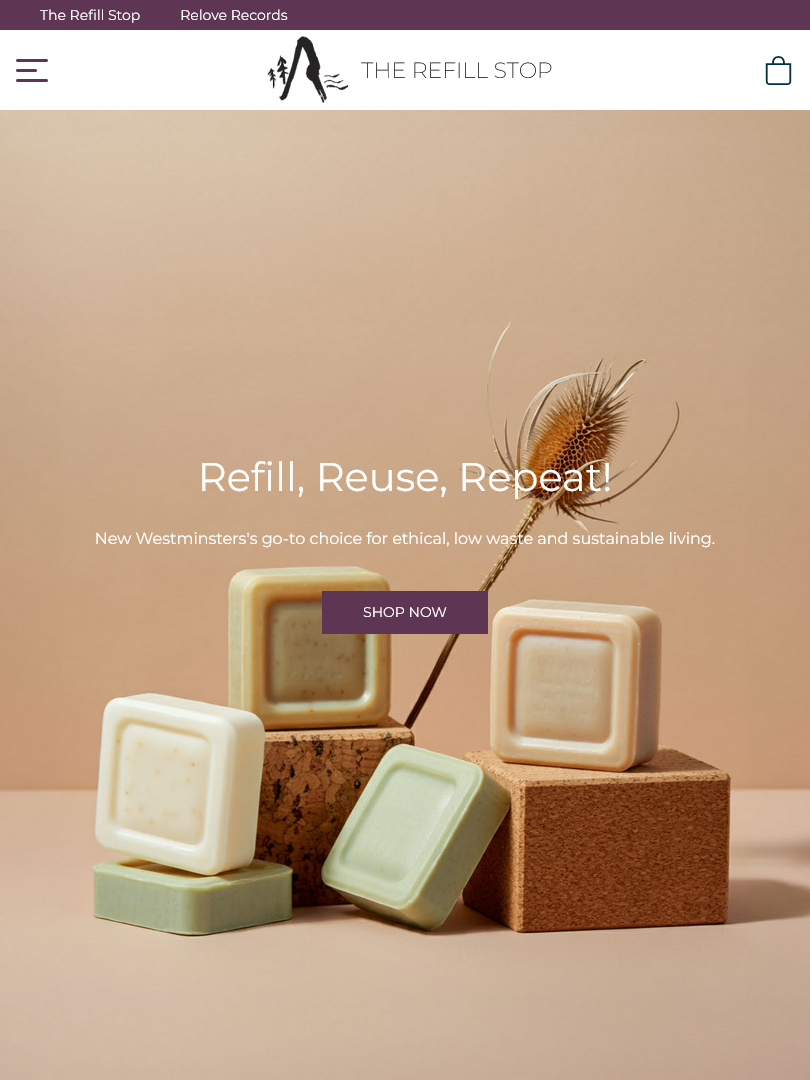 The Refill Stop Relove Records
THE REFILL STOP
Refill, Reuse, Repeat!
New Westminsters's go-to choice for ethical, low waste and sustainable living.
SHOP NOW